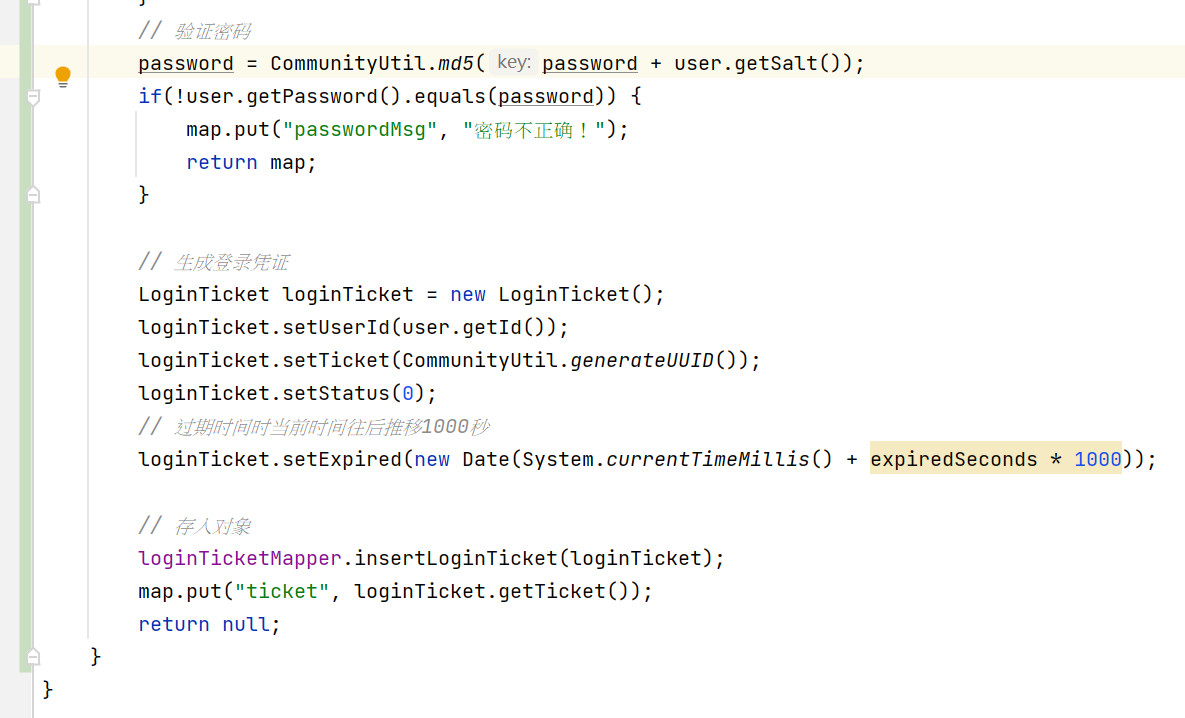 }
// 验证密码
password = CommunityUtil.md5( key: password + user.getSalt());
if(!user.getPassword().equals(password)) {
map.put("passwordMsg", "密码不正确！");
return map;
}
// 生成登录凭证
LoginTicket loginTicket = new LoginTicket();
loginTicket.setUserId(user.getId());
loginTicket.setTicket(CommunityUtil.generateUUID());
loginTicket.setStatus(0);
// 过期时间时当前时间往后推移1000秒
loginTicket.setExpired(new Date(System.currentTimeMillis() + expiredSeconds * 1000));
// 存入对象
loginTicketMapper.insertLoginTicket(loginTicket);
map.put("ticket", loginTicket.getTicket());
return null;
}
}